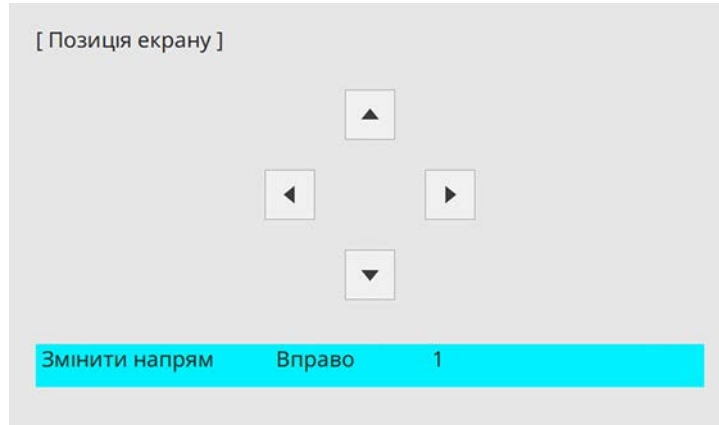 [ Позиція екрану ]
Змінити напрям Вправо 1